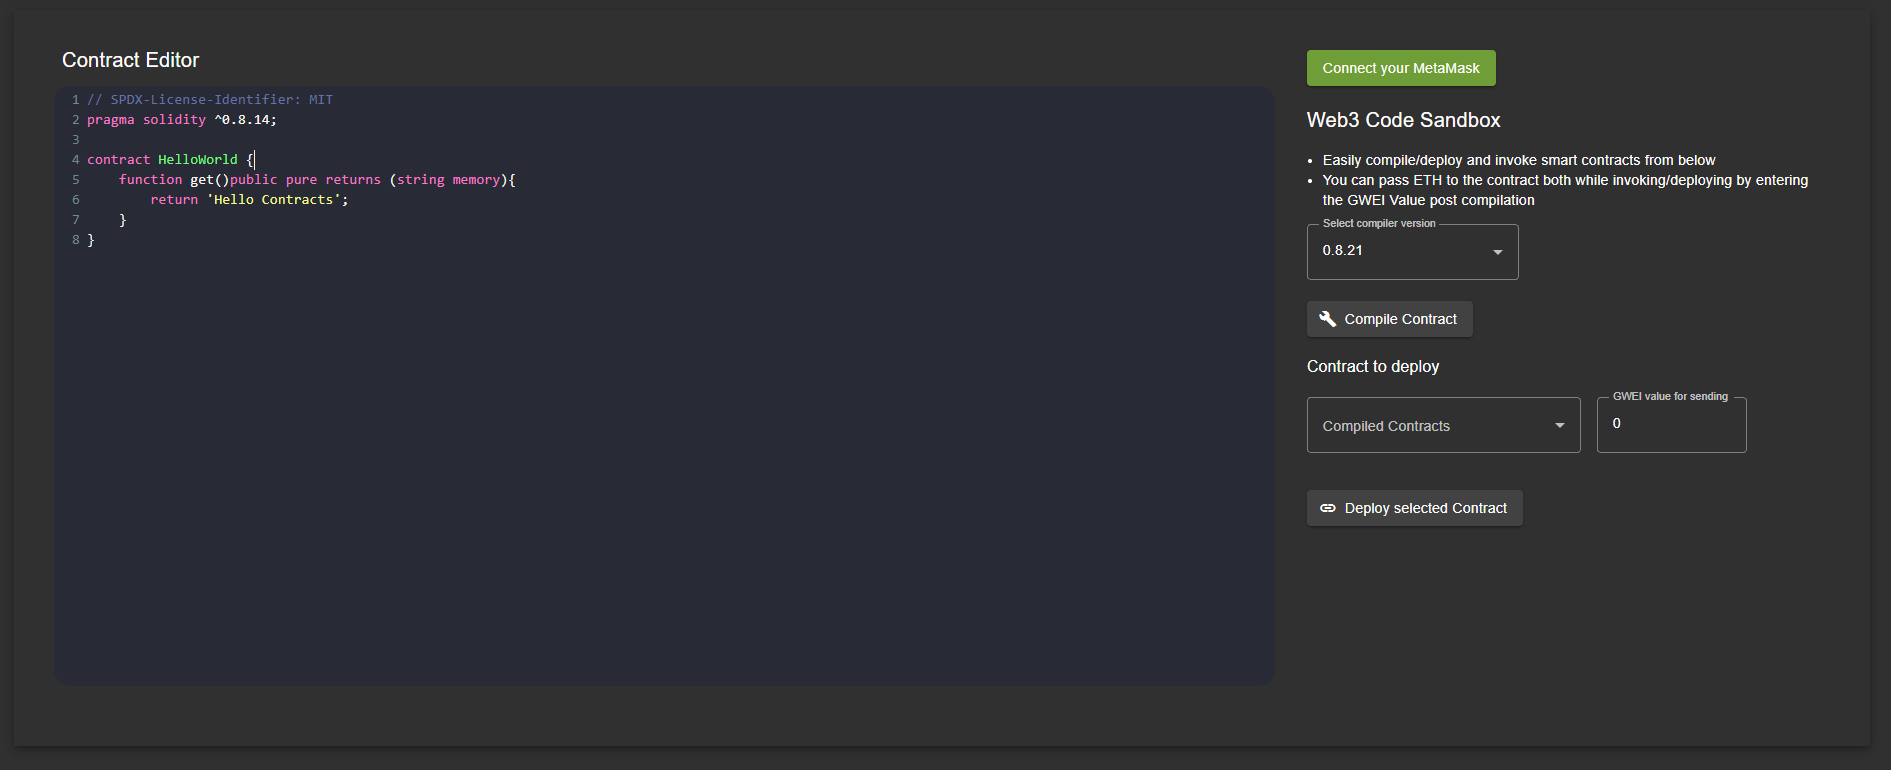 Contract Editor
1 // SPDX-License-Identifier: MIT
2 pragma solidity ^0.8.14;
3
4 contract HelloWorld {
5     function get()public pure returns (string memory){
6         return 'Hello Contracts';
7     }
8 }
Connect your MetaMask
Web3 Code Sandbox
• Easily compile/deploy and invoke smart contracts from below
• You can pass ETH to the contract both while invoking/deploying by entering
the GWEI Value post compilation
Select compiler version
0.8.21
Compile Contract
Contract to deploy
Compiled Contracts
GWEI value for sending
0
Deploy selected Contract